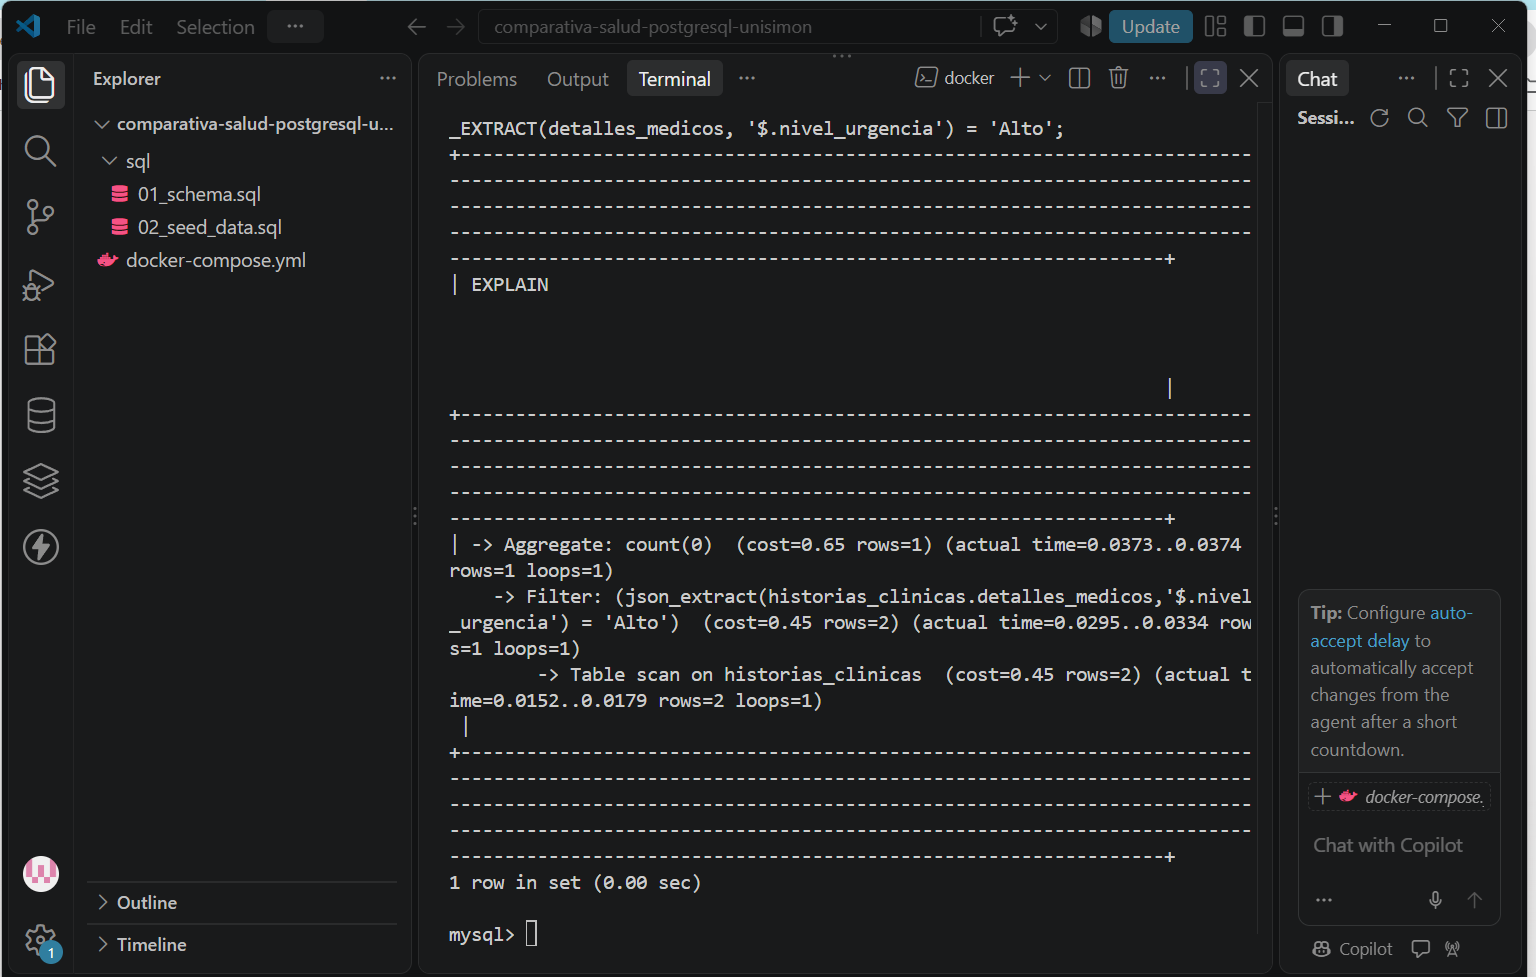 File Edit Selection ··· comparativa-salud-postgresql-unisimon Update
Explorer ···
comparativa-salud-postgresql-u...
sql
01_schema.sql
02_seed_data.sql
docker-compose.yml
Outline
Timeline
1
Problems Output Terminal ··· docker ···
_EXTRACT(detalles_medicos, '$.nivel_urgencia') = 'Alto';
+-------------------------------------------------------------------------
--------------------------------------------------------------------------
--------------------------------------------------------------------------
--------------------------------------------------------------------------
------------------------------------------------------------------+
| EXPLAIN
|
+-------------------------------------------------------------------------
--------------------------------------------------------------------------
--------------------------------------------------------------------------
--------------------------------------------------------------------------
------------------------------------------------------------------+
| -> Aggregate: count(0)  (cost=0.65 rows=1) (actual time=0.0373..0.0374
rows=1 loops=1)
    -> Filter: (json_extract(historias_clinicas.detalles_medicos,'$.nivel
_urgencia') = 'Alto')  (cost=0.45 rows=2) (actual time=0.0295..0.0334 row
s=1 loops=1)
        -> Table scan on historias_clinicas  (cost=0.45 rows=2) (actual t
ime=0.0152..0.0179 rows=2 loops=1)
|
+-------------------------------------------------------------------------
--------------------------------------------------------------------------
--------------------------------------------------------------------------
--------------------------------------------------------------------------
------------------------------------------------------------------+
1 row in set (0.00 sec)
mysql>
Chat ···
Sessi...
Tip: Configure auto-
accept delay to
automatically accept
changes from the
agent after a short
countdown.
docker-compose.
Chat with Copilot
···
Copilot